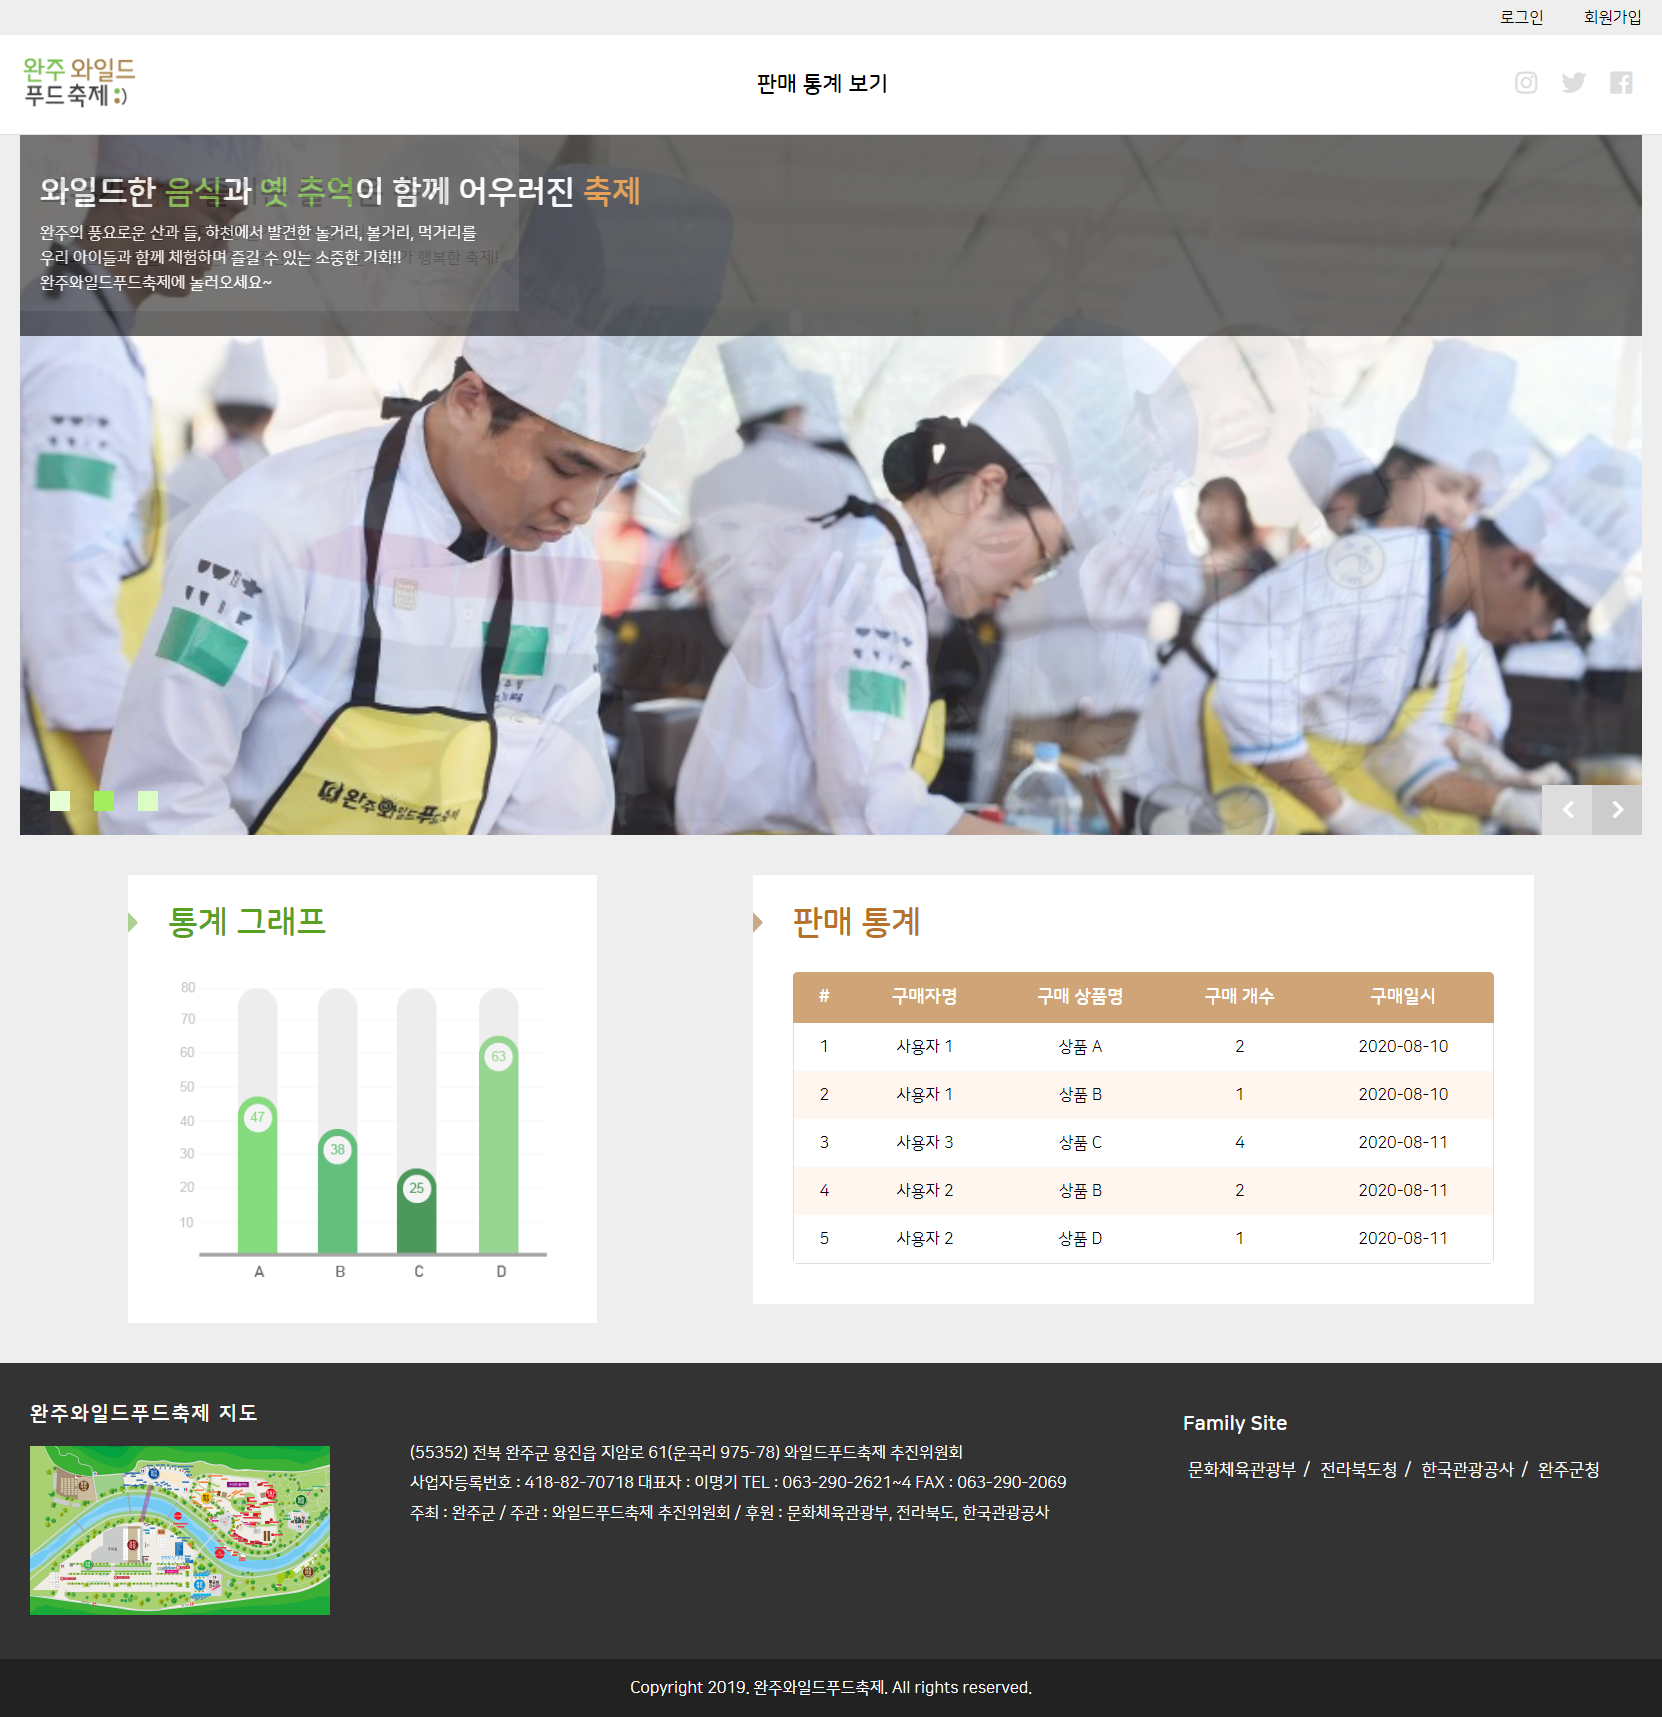 로그인 회원가입
완주 와일드
푸드축제 :)
판매 통계 보기
와일드한 음식과 옛 추억이 함께 어우러진 축제
완주의 풍요로운 산과 들, 하천에서 발견한 놀거리, 볼거리, 먹거리를
우리 아이들과 함께 체험하며 즐길 수 있는 소중한 기회!!
행복한 축제!
완주와일드푸드축제에 놀러오세요~
완주와일드푸드
통계 그래프
80
70
60
50
40
30
20
10
47
38
25
63
A B C D
판매 통계
# 구매자명 구매 상품명 구매 개수 구매일시
1 사용자 1 상품 A 2 2020-08-10
2 사용자 1 상품 B 1 2020-08-10
3 사용자 3 상품 C 4 2020-08-11
4 사용자 2 상품 B 2 2020-08-11
5 사용자 2 상품 D 1 2020-08-11
완주와일드푸드축제 지도
(55352) 전북 완주군 용진읍 지암로 61(운곡리 975-78) 와일드푸드축제 추진위원회
사업자등록번호 : 418-82-70718 대표자 : 이명기 TEL : 063-290-2621~4 FAX : 063-290-2069
주최 : 완주군 / 주관 : 와일드푸드축제 추진위원회 / 후원 : 문화체육관광부, 전라북도, 한국관광공사
Family Site
문화체육관광부 / 전라북도청 / 한국관광공사 / 완주군청
Copyright 2019. 완주와일드푸드축제. All rights reserved.